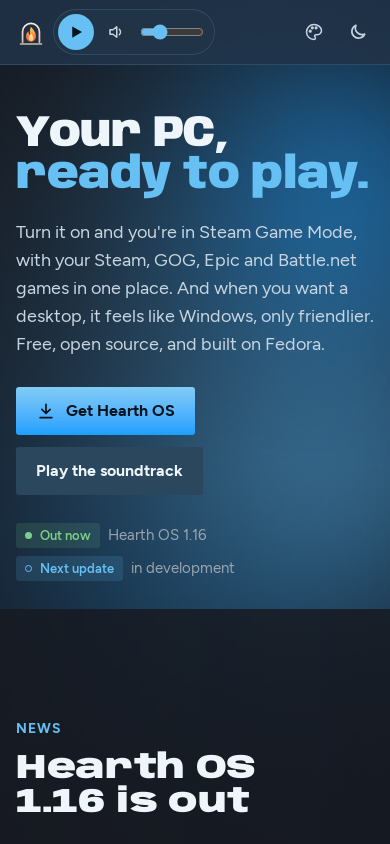 Your PC,
ready to play.
Turn it on and you're in Steam Game Mode,
with your Steam, GOG, Epic and Battle.net
games in one place. And when you want a
desktop, it feels like Windows, only friendlier.
Free, open source, and built on Fedora.
Get Hearth OS
Play the soundtrack
Out now Hearth OS 1.16
Next update in development
NEWS
Hearth OS
1.16 is out